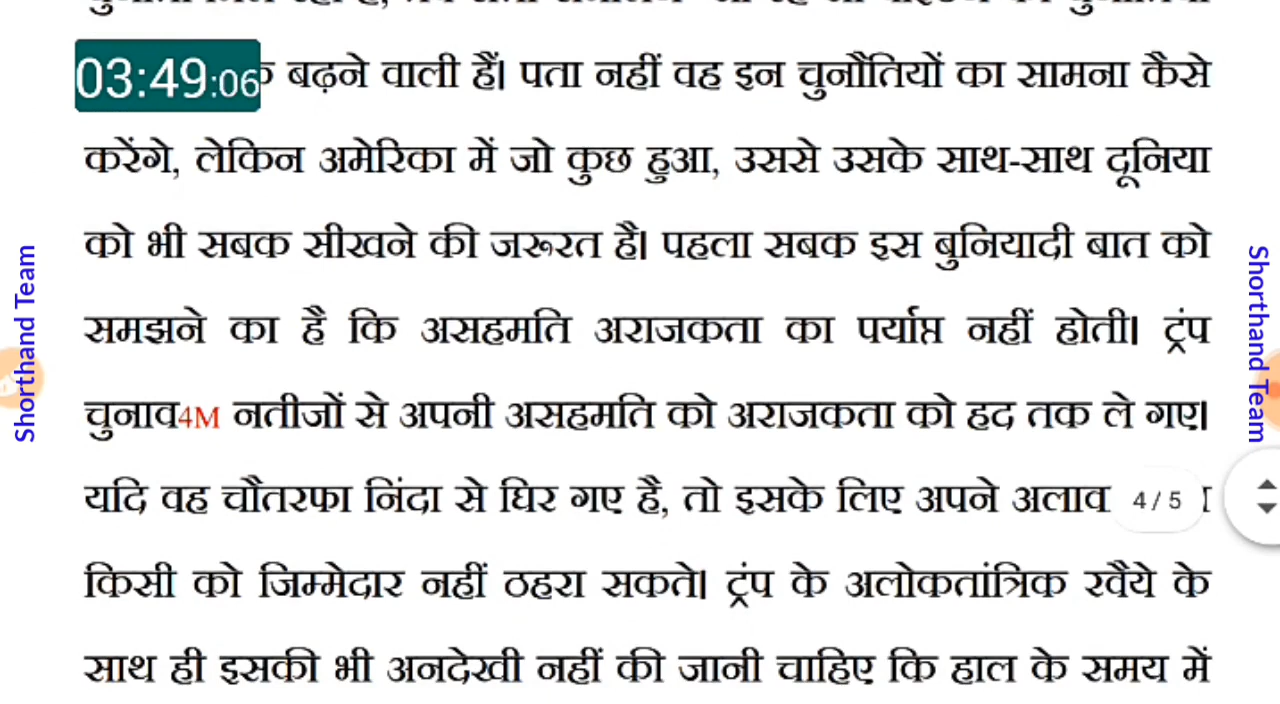 03:49:06 बढ़ने वाली हैं। पता नहीं वह इन चुनौतियों का सामना कैसे
करेंगे, लेकिन अमेरिका में जो कुछ हुआ, उससे उसके साथ-साथ दूनिया
को भी सबक सीखने की जरूरत है। पहला सबक इस बुनियादी बात को
समझने का है कि असहमति अराजकता का पर्याप्त नहीं होती। ट्रंप
चुनाव4M नतीजों से अपनी असहमति को अराजकता को हद तक ले गए।
यदि वह चौतरफा निंदा से घिर गए है, तो इसके लिए अपने 4 / 5
किसी को जिम्मेदार नहीं ठहरा सकते। ट्रंप के अलोकतांत्रिक रवैये के
साथ ही इसकी भी अनदेखी नहीं की जानी चाहिए कि हाल के समय में
Shorthand Team
Shorthand Team